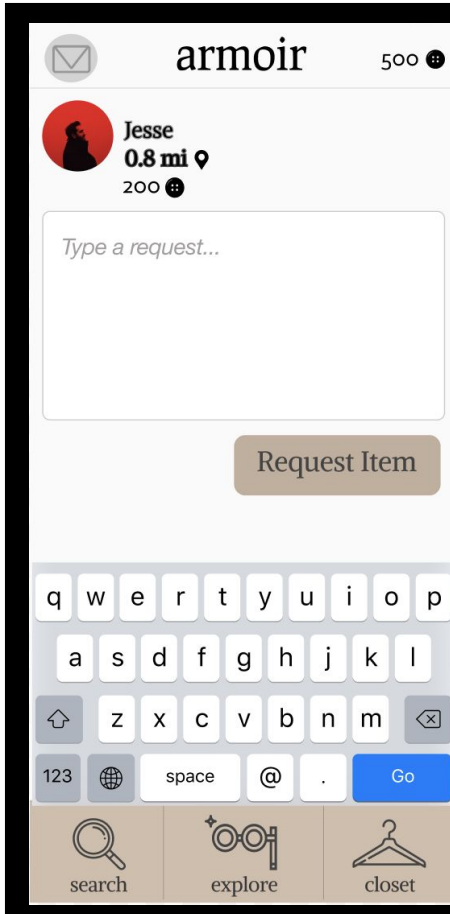 armoir
500
Jesse
0.8 mi
200
Type a request...
Request Item
q w e r t y u i o p
a s d f g h j k l
z x c v b n m
123 space @ . Go
search explore closet